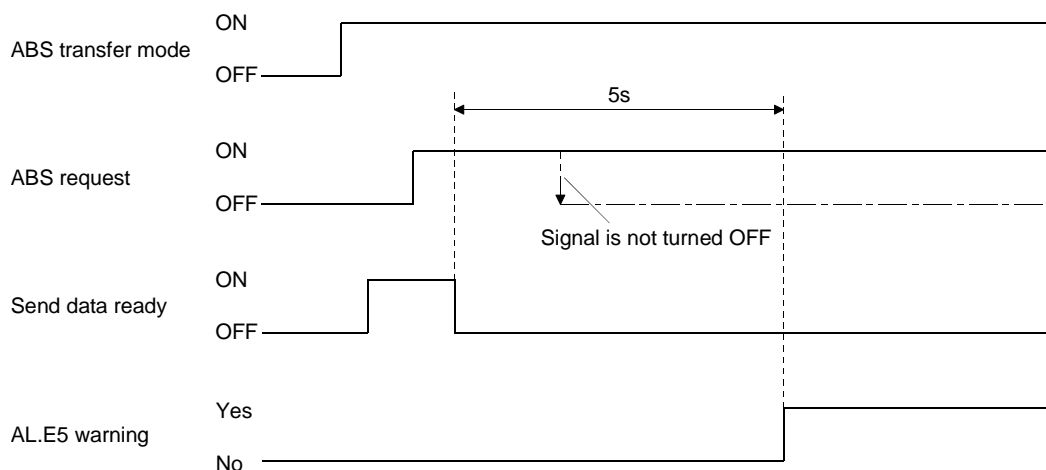 ON
ABS transfer mode
OFF
5s
ON
ABS request
OFF
Signal is not turned OFF
ON
Send data ready
OFF
Yes
AL.E5 warning
No